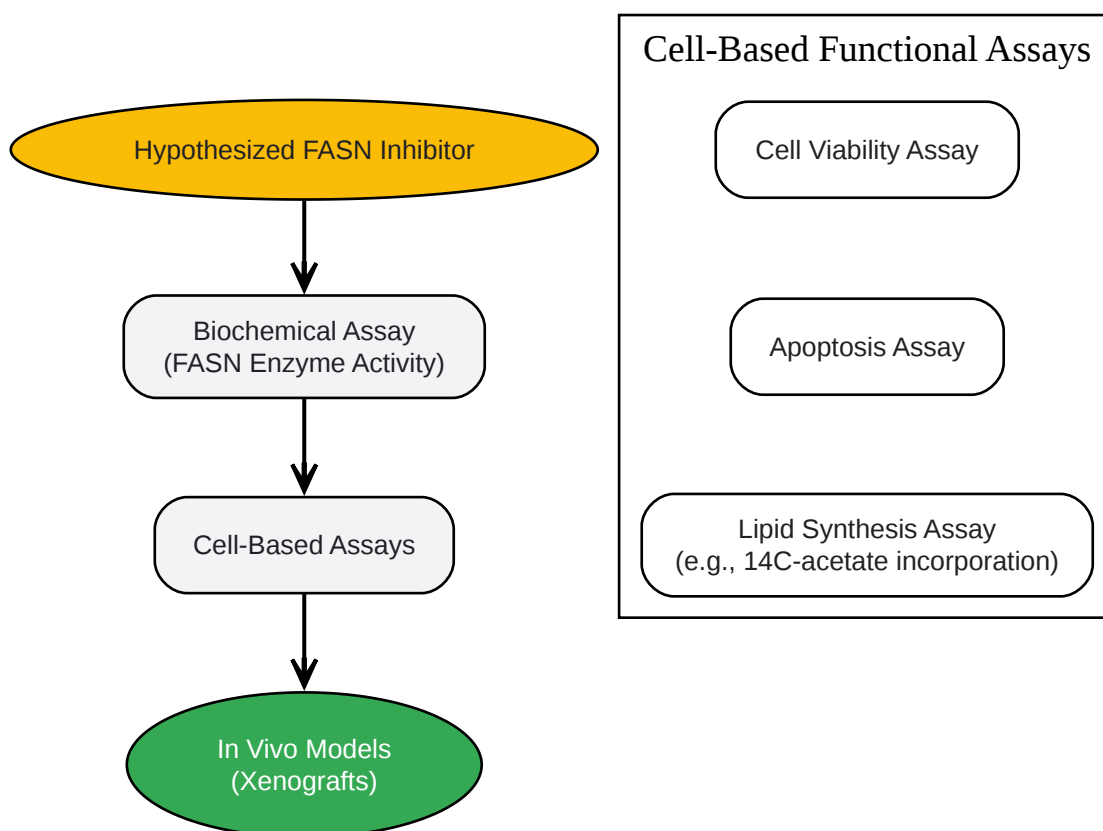 Hypothesized FASN Inhibitor
Biochemical Assay
(FASN Enzyme Activity)
Cell-Based Assays
In Vivo Models
(Xenografts)
Cell-Based Functional Assays
Cell Viability Assay
Apoptosis Assay
Lipid Synthesis Assay
(e.g., 14C-acetate incorporation)